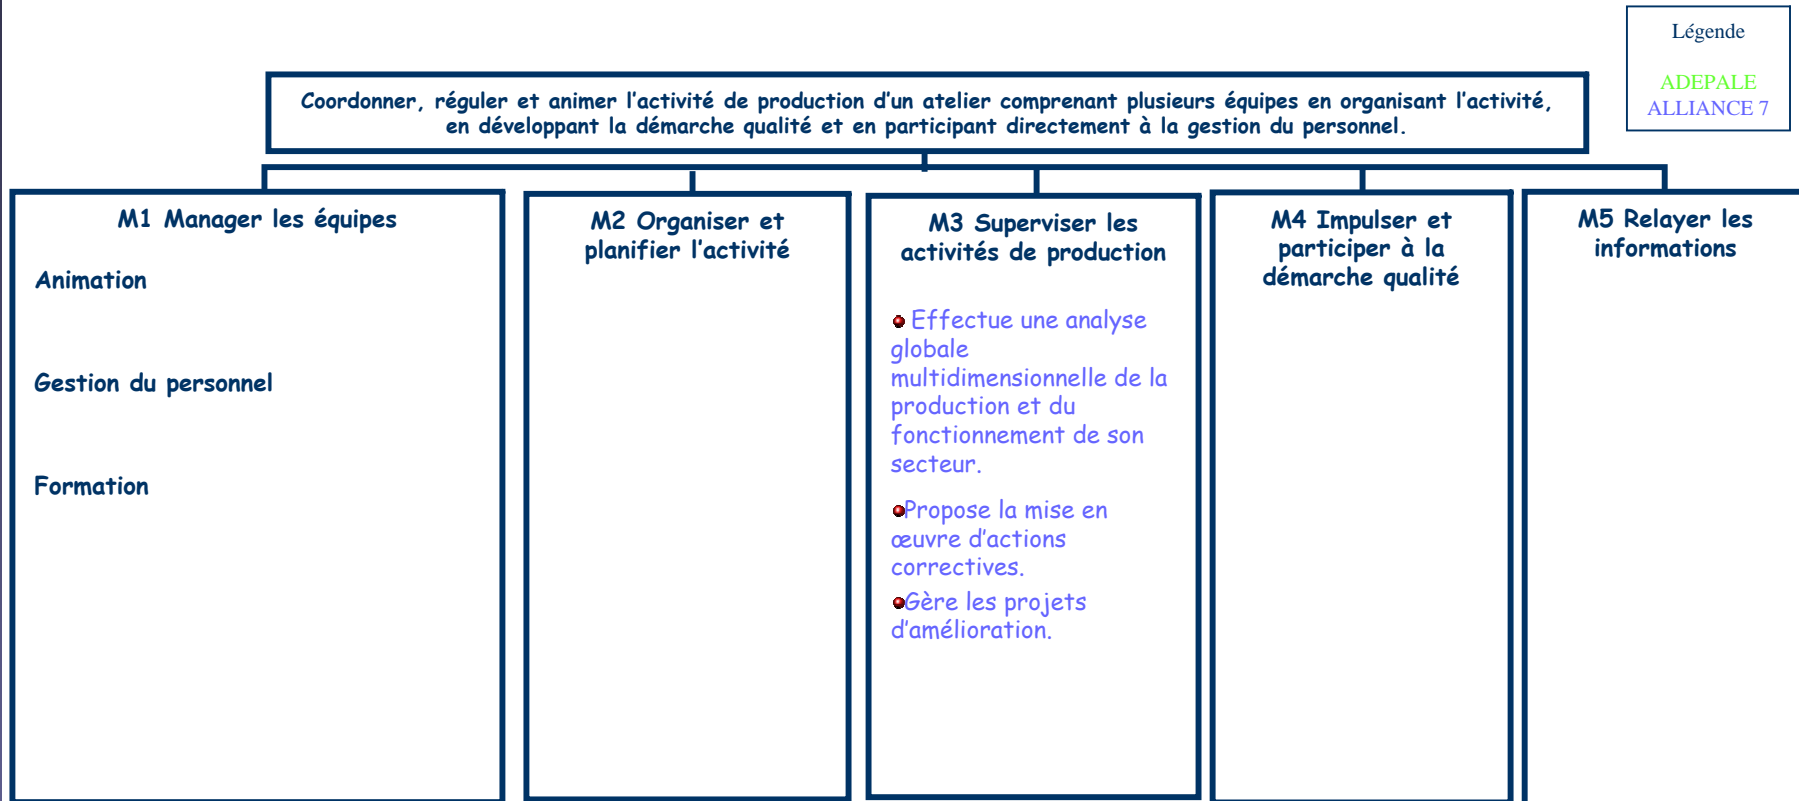 Légende
ADEPALE
ALLIANCE 7
Coordonner, réguler et animer l'activité de production d'un atelier comprenant plusieurs équipes en organisant l'activité,
en développant la démarche qualité et en participant directement à la gestion du personnel.
M1 Manager les équipes
Animation
Gestion du personnel
Formation
M2 Organiser et
planifier l'activité
M3 Superviser les
activités de production
Effectue une analyse
globale
multidimensionnelle de la
production et du
fonctionnement de son
secteur.
Propose la mise en
œuvre d'actions
correctives.
Gère les projets
d'amélioration.
M4 Impulser et
participer à la
démarche qualité
M5 Relayer les
informations